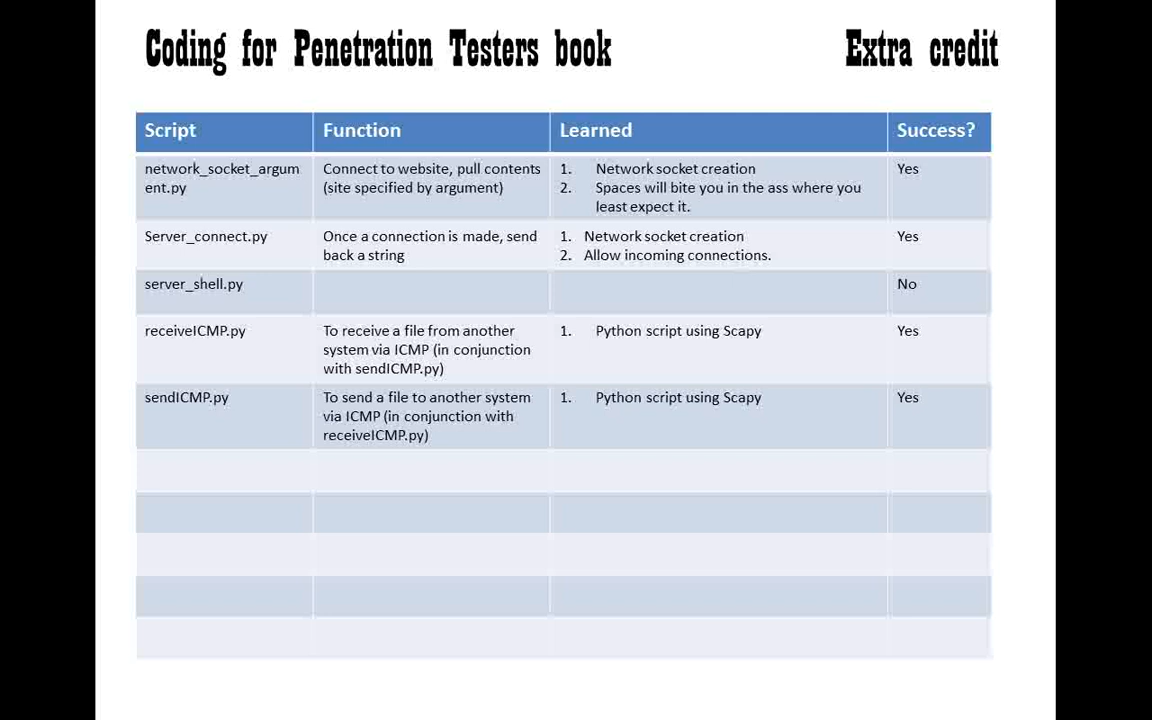 Coding for Penetration Testers book
Extra credit
Script Function Learned Success?
network_socket_argum
ent.py
Connect to website, pull contents
(site specified by argument)
1. Network socket creation
2. Spaces will bite you in the ass where you
least expect it.
Yes
Server_connect.py
Once a connection is made, send
back a string
1. Network socket creation
2. Allow incoming connections.
Yes
server_shell.py
No
receiveICMP.py
To receive a file from another
system via ICMP (in conjunction
with sendICMP.py)
1. Python script using Scapy
Yes
sendICMP.py
To send a file to another system
via ICMP (in conjunction with
receiveICMP.py)
1. Python script using Scapy
Yes